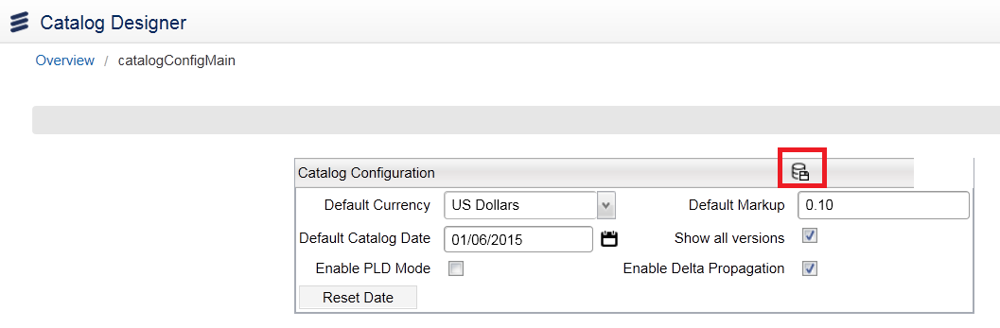 Catalog Designer
Overview / catalogConfigMain
Catalog Configuration
Default Currency US Dollars Default Markup 0.10
Default Catalog Date 01/06/2015 Show all versions
Enable PLD Mode Enable Delta Propagation
Reset Date